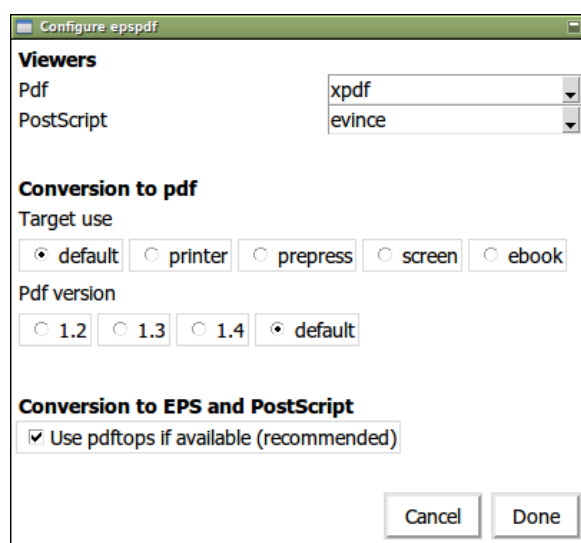 Configure epspdf
Viewers
Pdf xpdf
PostScript evince
Conversion to pdf
Target use
default printer prepress screen ebook
Pdf version
1.2 1.3 1.4 default
Conversion to EPS and PostScript
Use pdftops if available (recommended)
Cancel Done